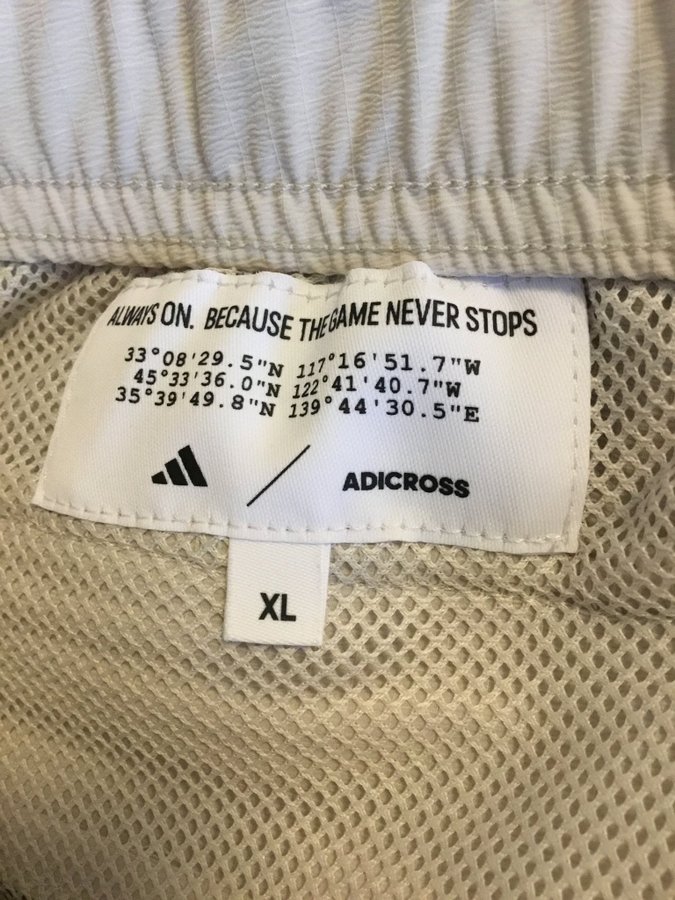 ALWAYS ON. BECAUSE THE GAME NEVER STOPS
33°08'29.5"N 117°16'51.7"W
45°33'36.0"N 122°41'40.7"W
35°39'49.8"N 139°44'30.5"E
ADICROSS
XL